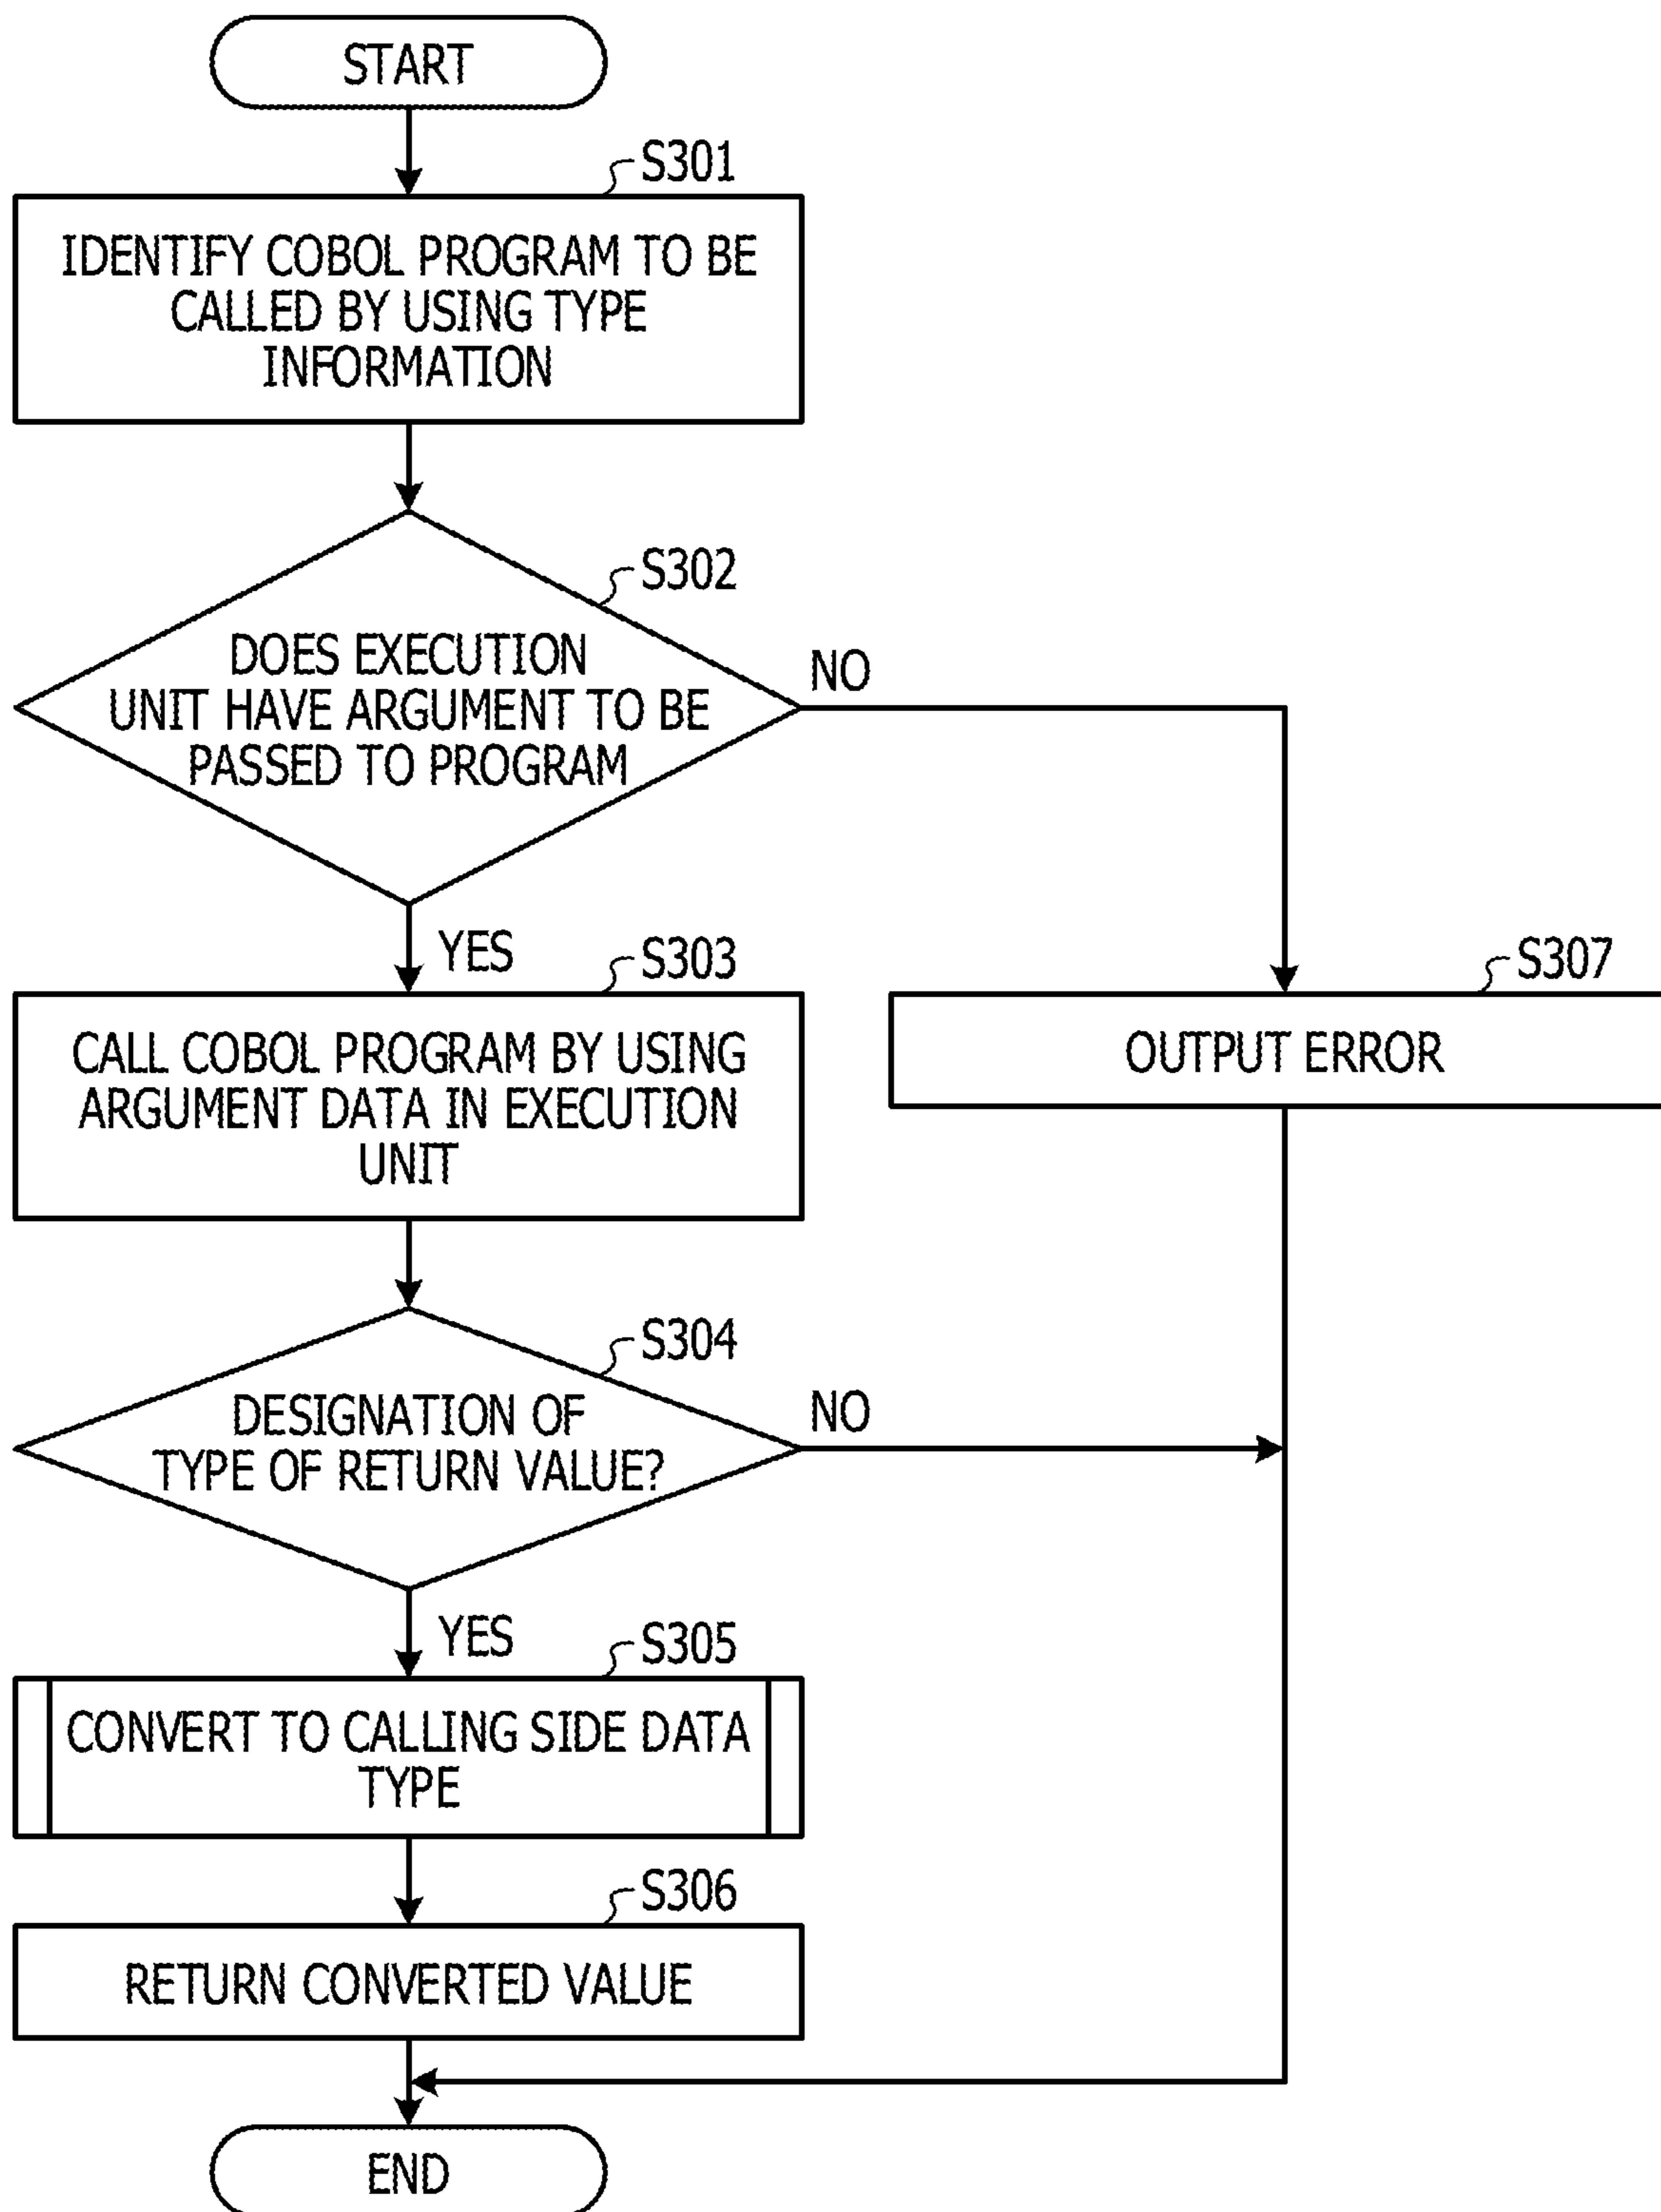 START
S301
IDENTIFY COBOL PROGRAM TO BE
CALLED BY USING TYPE
INFORMATION
S302
DOES EXECUTION
UNIT HAVE ARGUMENT TO BE
PASSED TO PROGRAM
NO
YES
S303
CALL COBOL PROGRAM BY USING
ARGUMENT DATA IN EXECUTION
UNIT
S307
OUTPUT ERROR
S304
DESIGNATION OF
TYPE OF RETURN VALUE?
NO
YES
S305
CONVERT TO CALLING SIDE DATA
TYPE
S306
RETURN CONVERTED VALUE
END